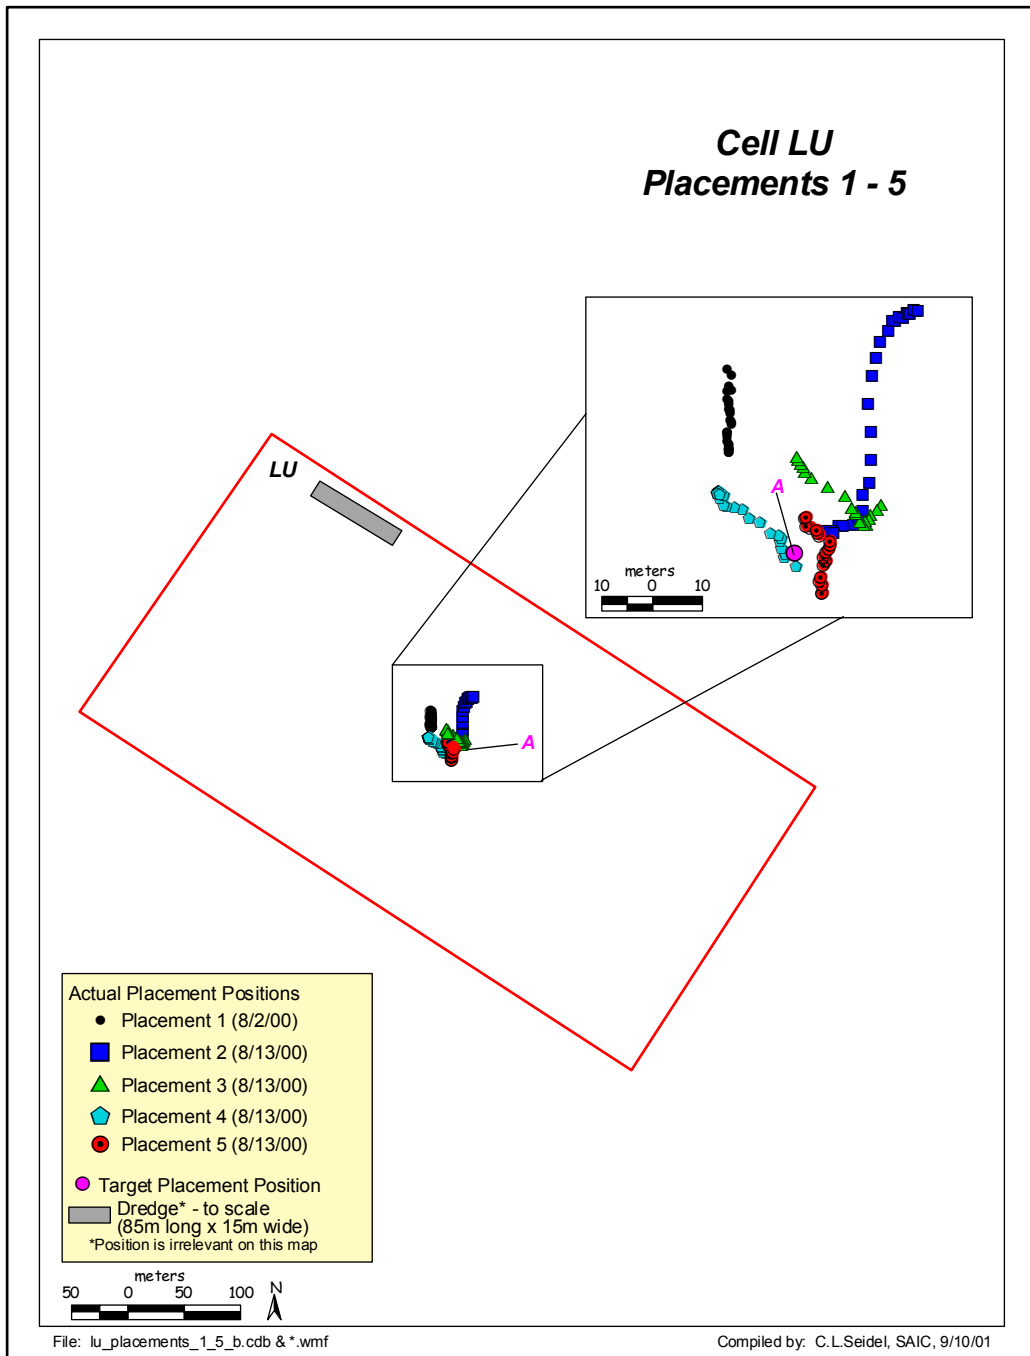 Cell LU
Placements 1 - 5
LU
A
meters
10 0 10
A
Actual Placement Positions
Placement 1 (8/2/00)
Placement 2 (8/13/00)
Placement 3 (8/13/00)
Placement 4 (8/13/00)
Placement 5 (8/13/00)
Target Placement Position
Dredge* - to scale
(85m long x 15m wide)
*Position is irrelevant on this map
meters
50 0 50 100 N
File: lu_placements_1_5_b.cdb & *.wmf
Compiled by: C.L.Seidel, SAIC, 9/10/01